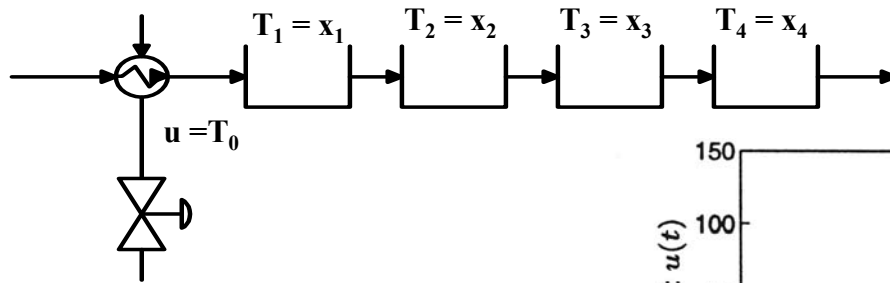 T₁ = x₁ T₂ = x₂ T₃ = x₃ T₄ = x₄
u =T₀
150
100
u(t)